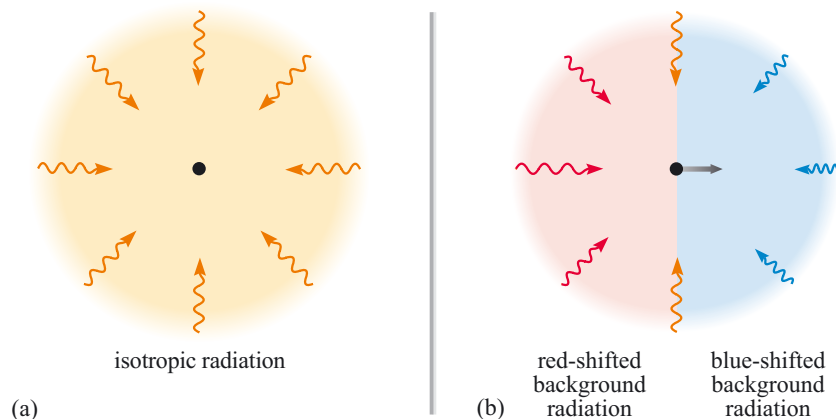 isotropic radiation
(a)
red-shifted
background
radiation
blue-shifted
background
radiation
(b)